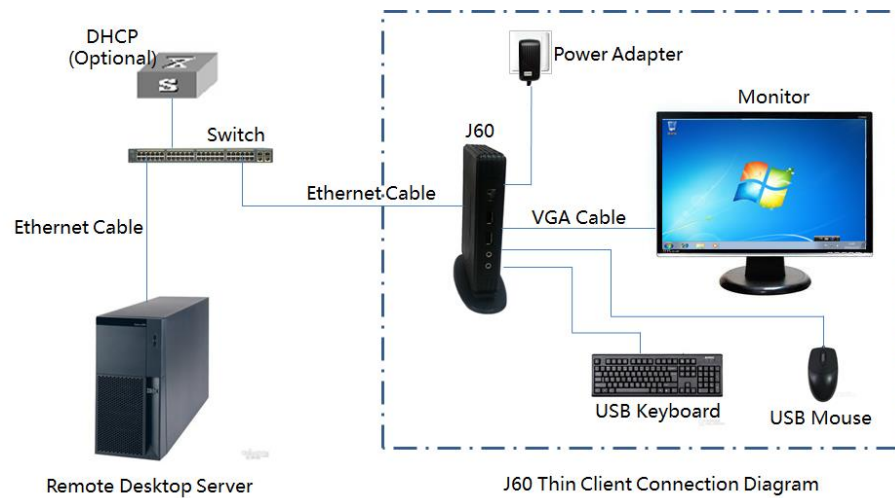 DHCP
(Optional)
S
Switch
Ethernet Cable
Remote Desktop Server
Ethernet Cable
J60
Power Adapter
Monitor
VGA Cable
USB Keyboard
USB Mouse
J60 Thin Client Connection Diagram